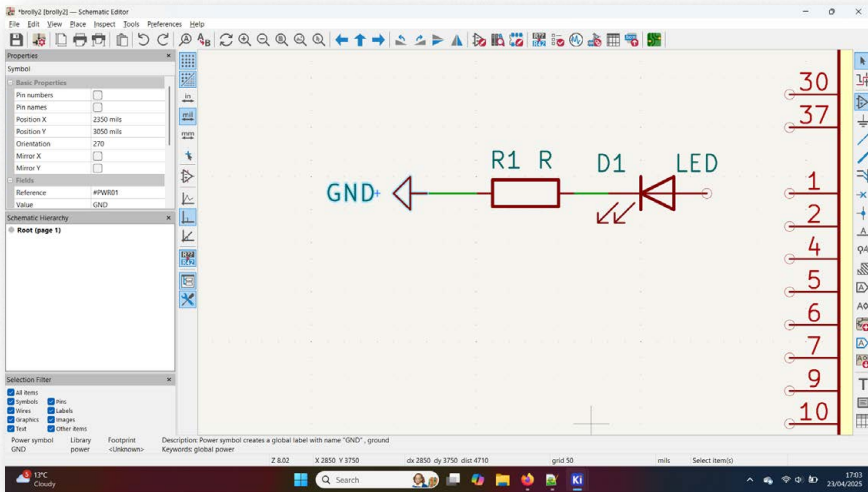 *brolly2 [brolly2] — Schematic Editor
File Edit View Place Inspect Tools Preferences Help
Properties
Symbol
Basic Properties
Pin numbers
Pin names
Position X 2350 mils
Position Y 3050 mils
Orientation 270
Mirror X
Mirror Y
Fields
Reference #PWR01
Value GND
Schematic Hierarchy
Root (page 1)
Selection Filter
All items
Symbols Pins
Wires Labels
Graphics Images
Text Other items
in
mil
mm
GND
R1 R
D1 LED
30
37
1
2
4
5
6
7
9
10
Power symbol Library Footprint Description: Power symbol creates a global label with name "GND" , ground
GND power <Unknown> Keywords: global power
Z 8.02 X 2850 Y 3750 dx 2850 dy 3750 dist 4710 grid 50 mils Select item(s)
13°C
Cloudy
Search
Ki
17:03
23/04/2025